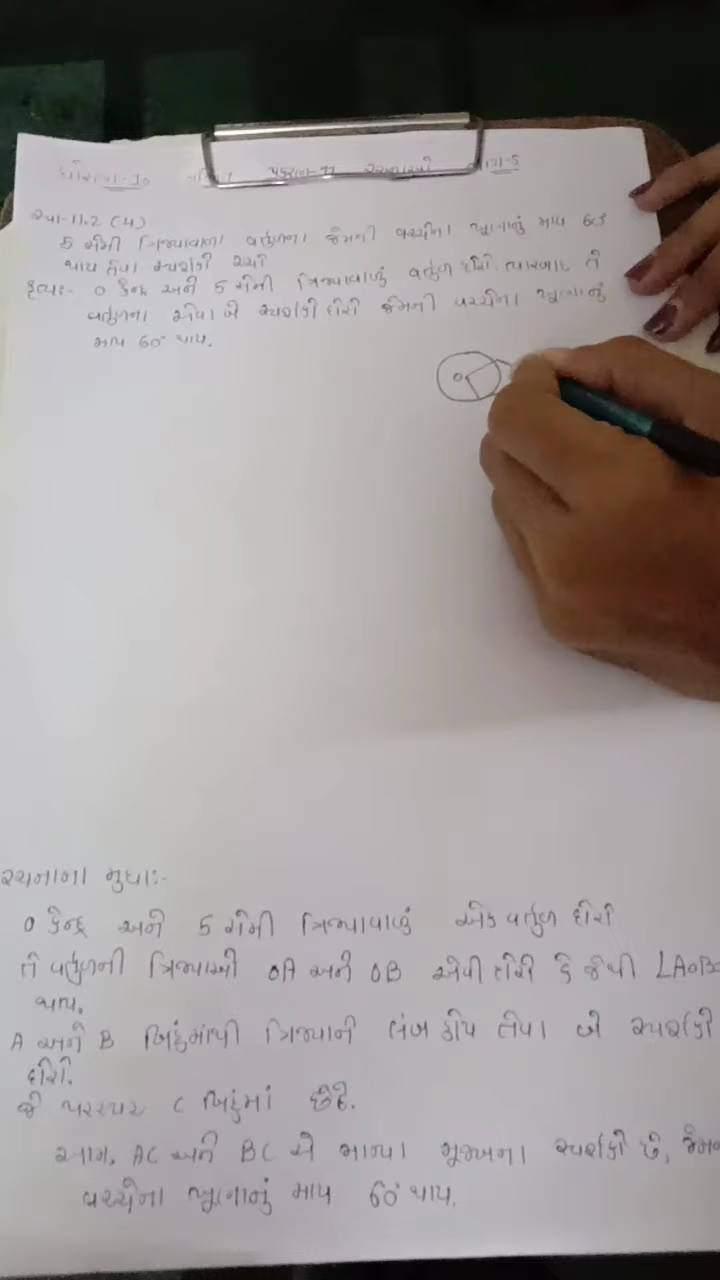 ધોરણ-10 ગણિત પ્રકરણ-11 રચનાઓ ભાગ-5
સ્વા-11.2 (4)
5 સેમી ત્રિજ્યાવાળા વર્તુળના જેમની વચ્ચેના ખૂણાનું માપ 60°
થાય તેવા સ્પર્શકો રચો
0 કેન્દ્ર અને 5 સેમી ત્રિજ્યાવાળું વર્તુળ દોરો. ત્યારબાદ તે
વર્તુળના એવા બે સ્પર્શકો દોરો જેમની વચ્ચેના ખૂણાનું
માપ 60° થાય.
O
રચનાના મુદ્દા:-
0 કેન્દ્ર અને 5 સેમી ત્રિજ્યાવાળું એક વર્તુળ દોરો
તે વર્તુળની ત્રિજ્યાઓ OA અને OB એવી દોરો કે જેથી ∠AOB=
થાય.
A અને B બિંદુમાંથી ત્રિજ્યાને લંબ હોય તેવા બે સ્પર્શકો
દોરો.
જે પરસ્પર C બિંદુમાં છેદે.
આમ, AC અને BC એ માગ્યા મુજબના સ્પર્શકો છે, જેમન
વચ્ચેના ખૂણાનું માપ 60° થાય.